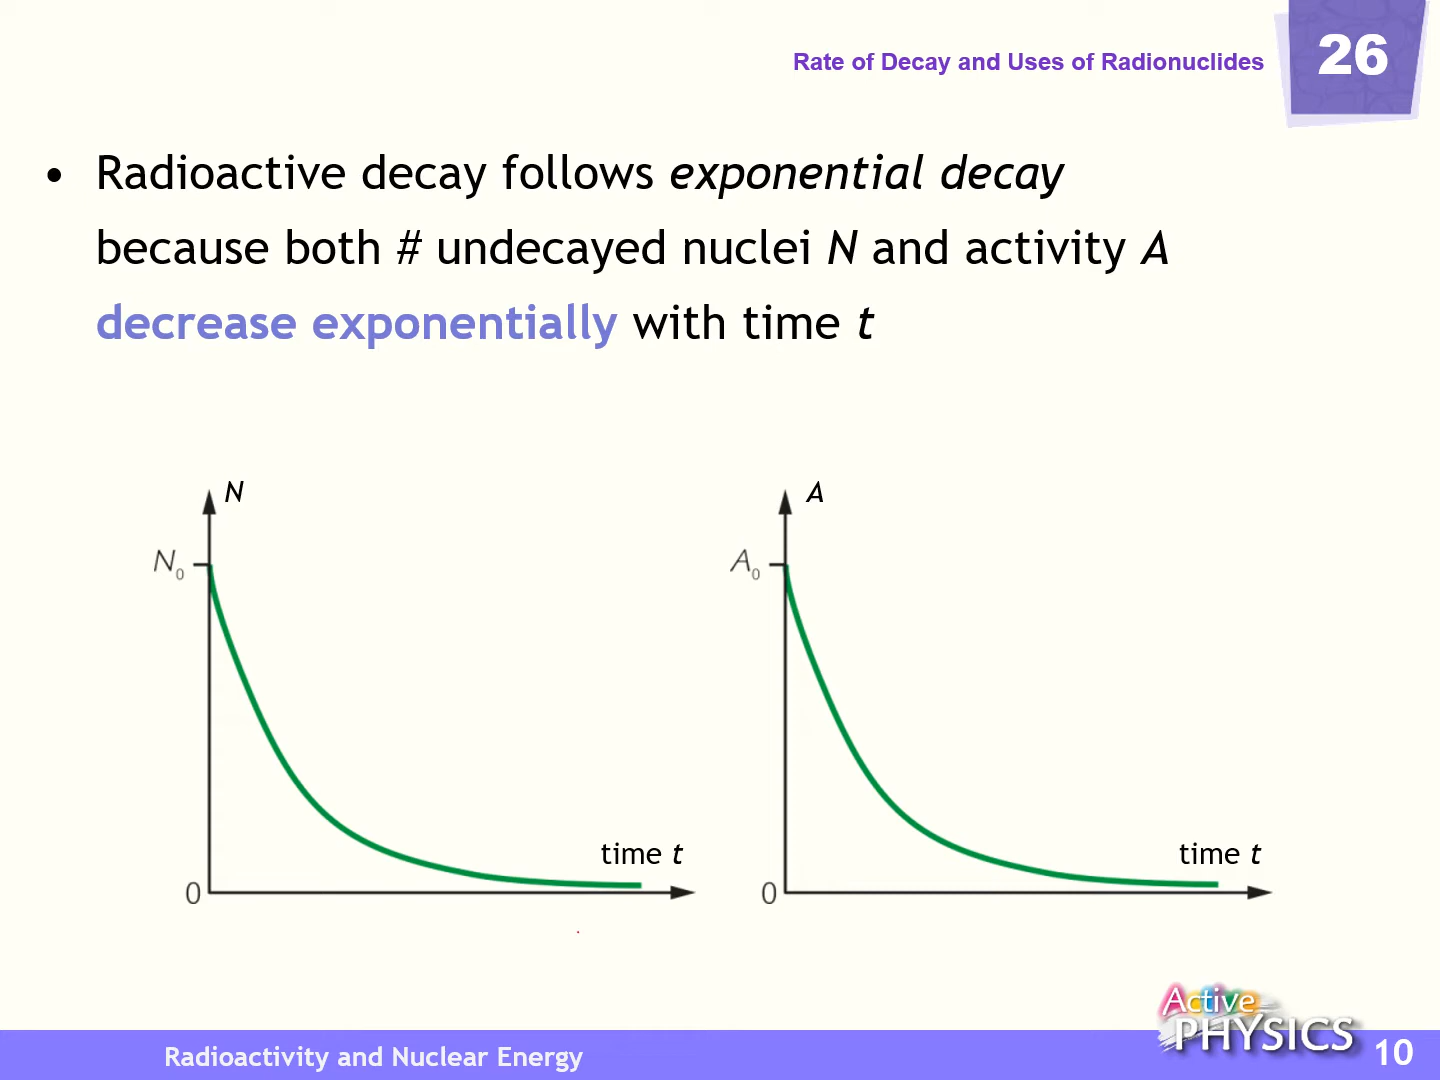 Rate of Decay and Uses of Radionuclides
26
• Radioactive decay follows exponential decay
because both # undecayed nuclei N and activity A
decrease exponentially with time t
N
A
N₀
A₀
time t
time t
0
0
Active
PHYSICS
Radioactivity and Nuclear Energy
10